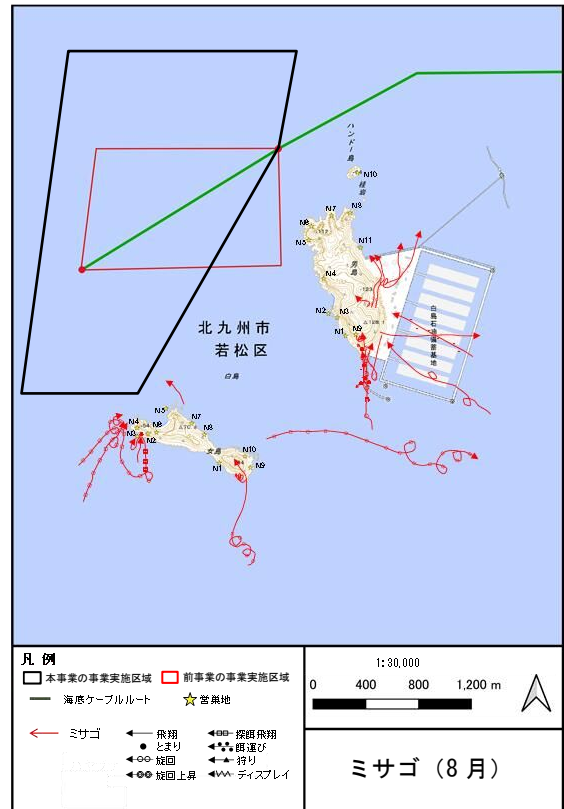 ハンドー島
N10
桂岩
N7
N8
N6
N5
N11
男島
N4
123
N2
N3
128
N1
N9
白島石油備蓄基地
北九州市
若松区
白島
N5
N4
N7
N3
N6
N2
N8
女島
N10
N1
N9
凡 例
本事業の事業実施区域
前事業の事業実施区域
海底ケーブルルート
営巣地
ミサゴ
飛翔
探餌飛翔
とまり
餌運び
旋回
狩り
旋回上昇
ディスプレイ
1:30,000
0 400 800 1,200 m
ミサゴ（8月）